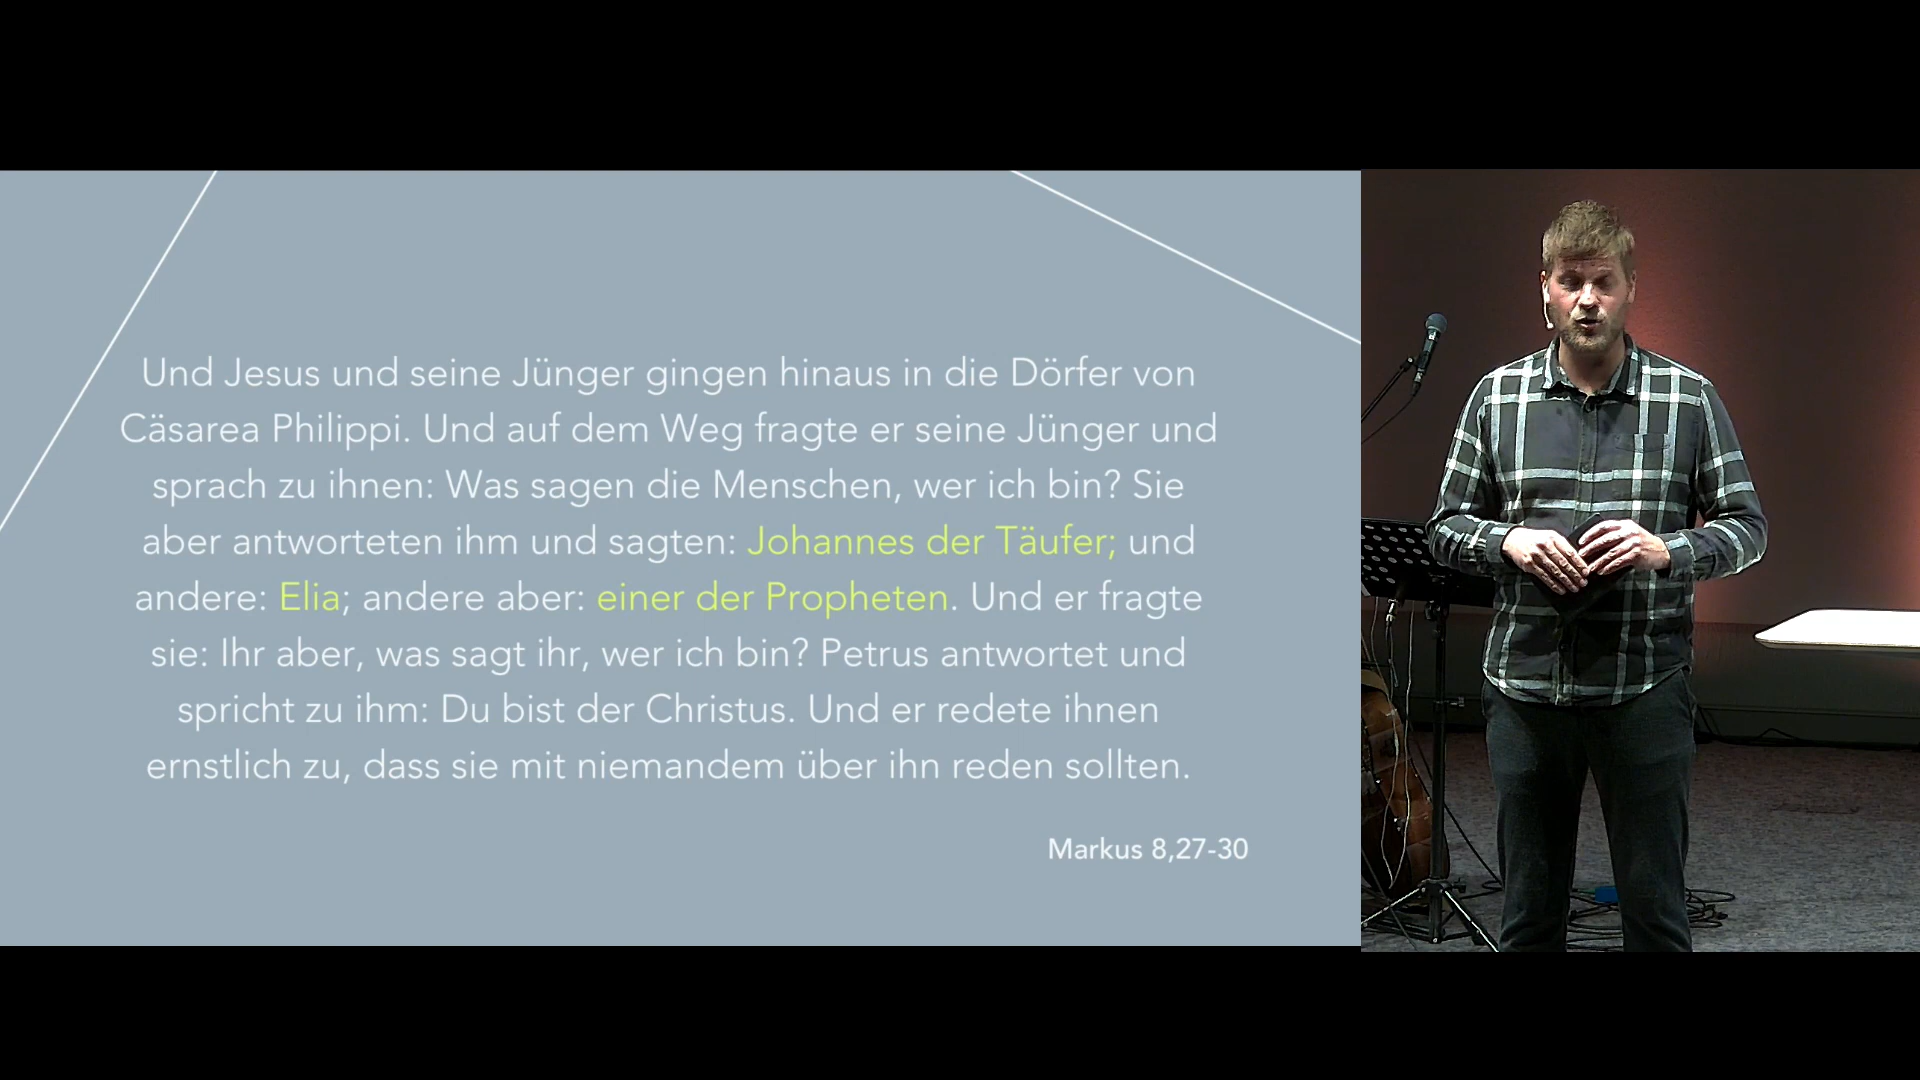 Und Jesus und seine Jünger gingen hinaus in die Dörfer von
Cäsarea Philippi. Und auf dem Weg fragte er seine Jünger und
sprach zu ihnen: Was sagen die Menschen, wer ich bin? Sie
aber antworteten ihm und sagten: Johannes der Täufer; und
andere: Elia; andere aber: einer der Propheten. Und er fragte
sie: Ihr aber, was sagt ihr, wer ich bin? Petrus antwortet und
spricht zu ihm: Du bist der Christus. Und er redete ihnen
ernstlich zu, dass sie mit niemandem über ihn reden sollten.
Markus 8,27-30